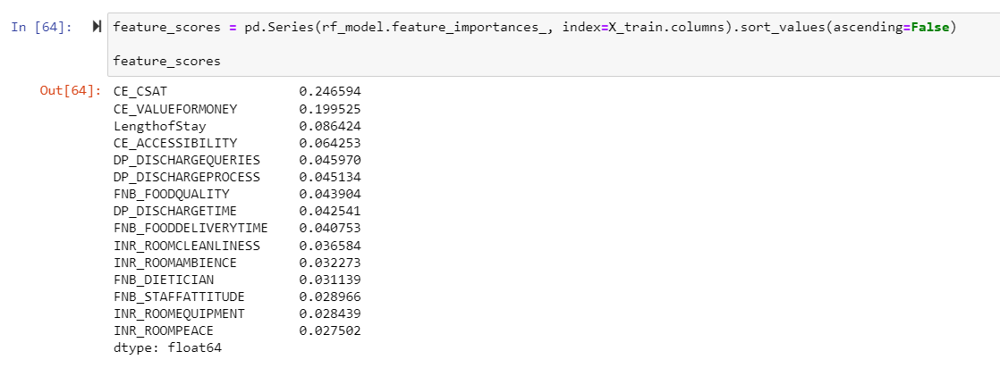 In [64]: feature_scores = pd.Series(rf_model.feature_importances_, index=X_train.columns).sort_values(ascending=False)
feature_scores
Out[64]: CE_CSAT 0.246594
CE_VALUEFORMONEY 0.199525
LengthofStay 0.086424
CE_ACCESSIBILITY 0.064253
DP_DISCHARGEQUERIES 0.045970
DP_DISCHARGEPROCESS 0.045134
FNB_FOODQUALITY 0.043904
DP_DISCHARGETIME 0.042541
FNB_FOODDELIVERYTIME 0.040753
INR_ROOMCLEANLINESS 0.036584
INR_ROOMAMBIENCE 0.032273
FNB_DIETICIAN 0.031139
FNB_STAFFATTITUDE 0.028966
INR_ROOMEQUIPMENT 0.028439
INR_ROOMPEACE 0.027502
dtype: float64